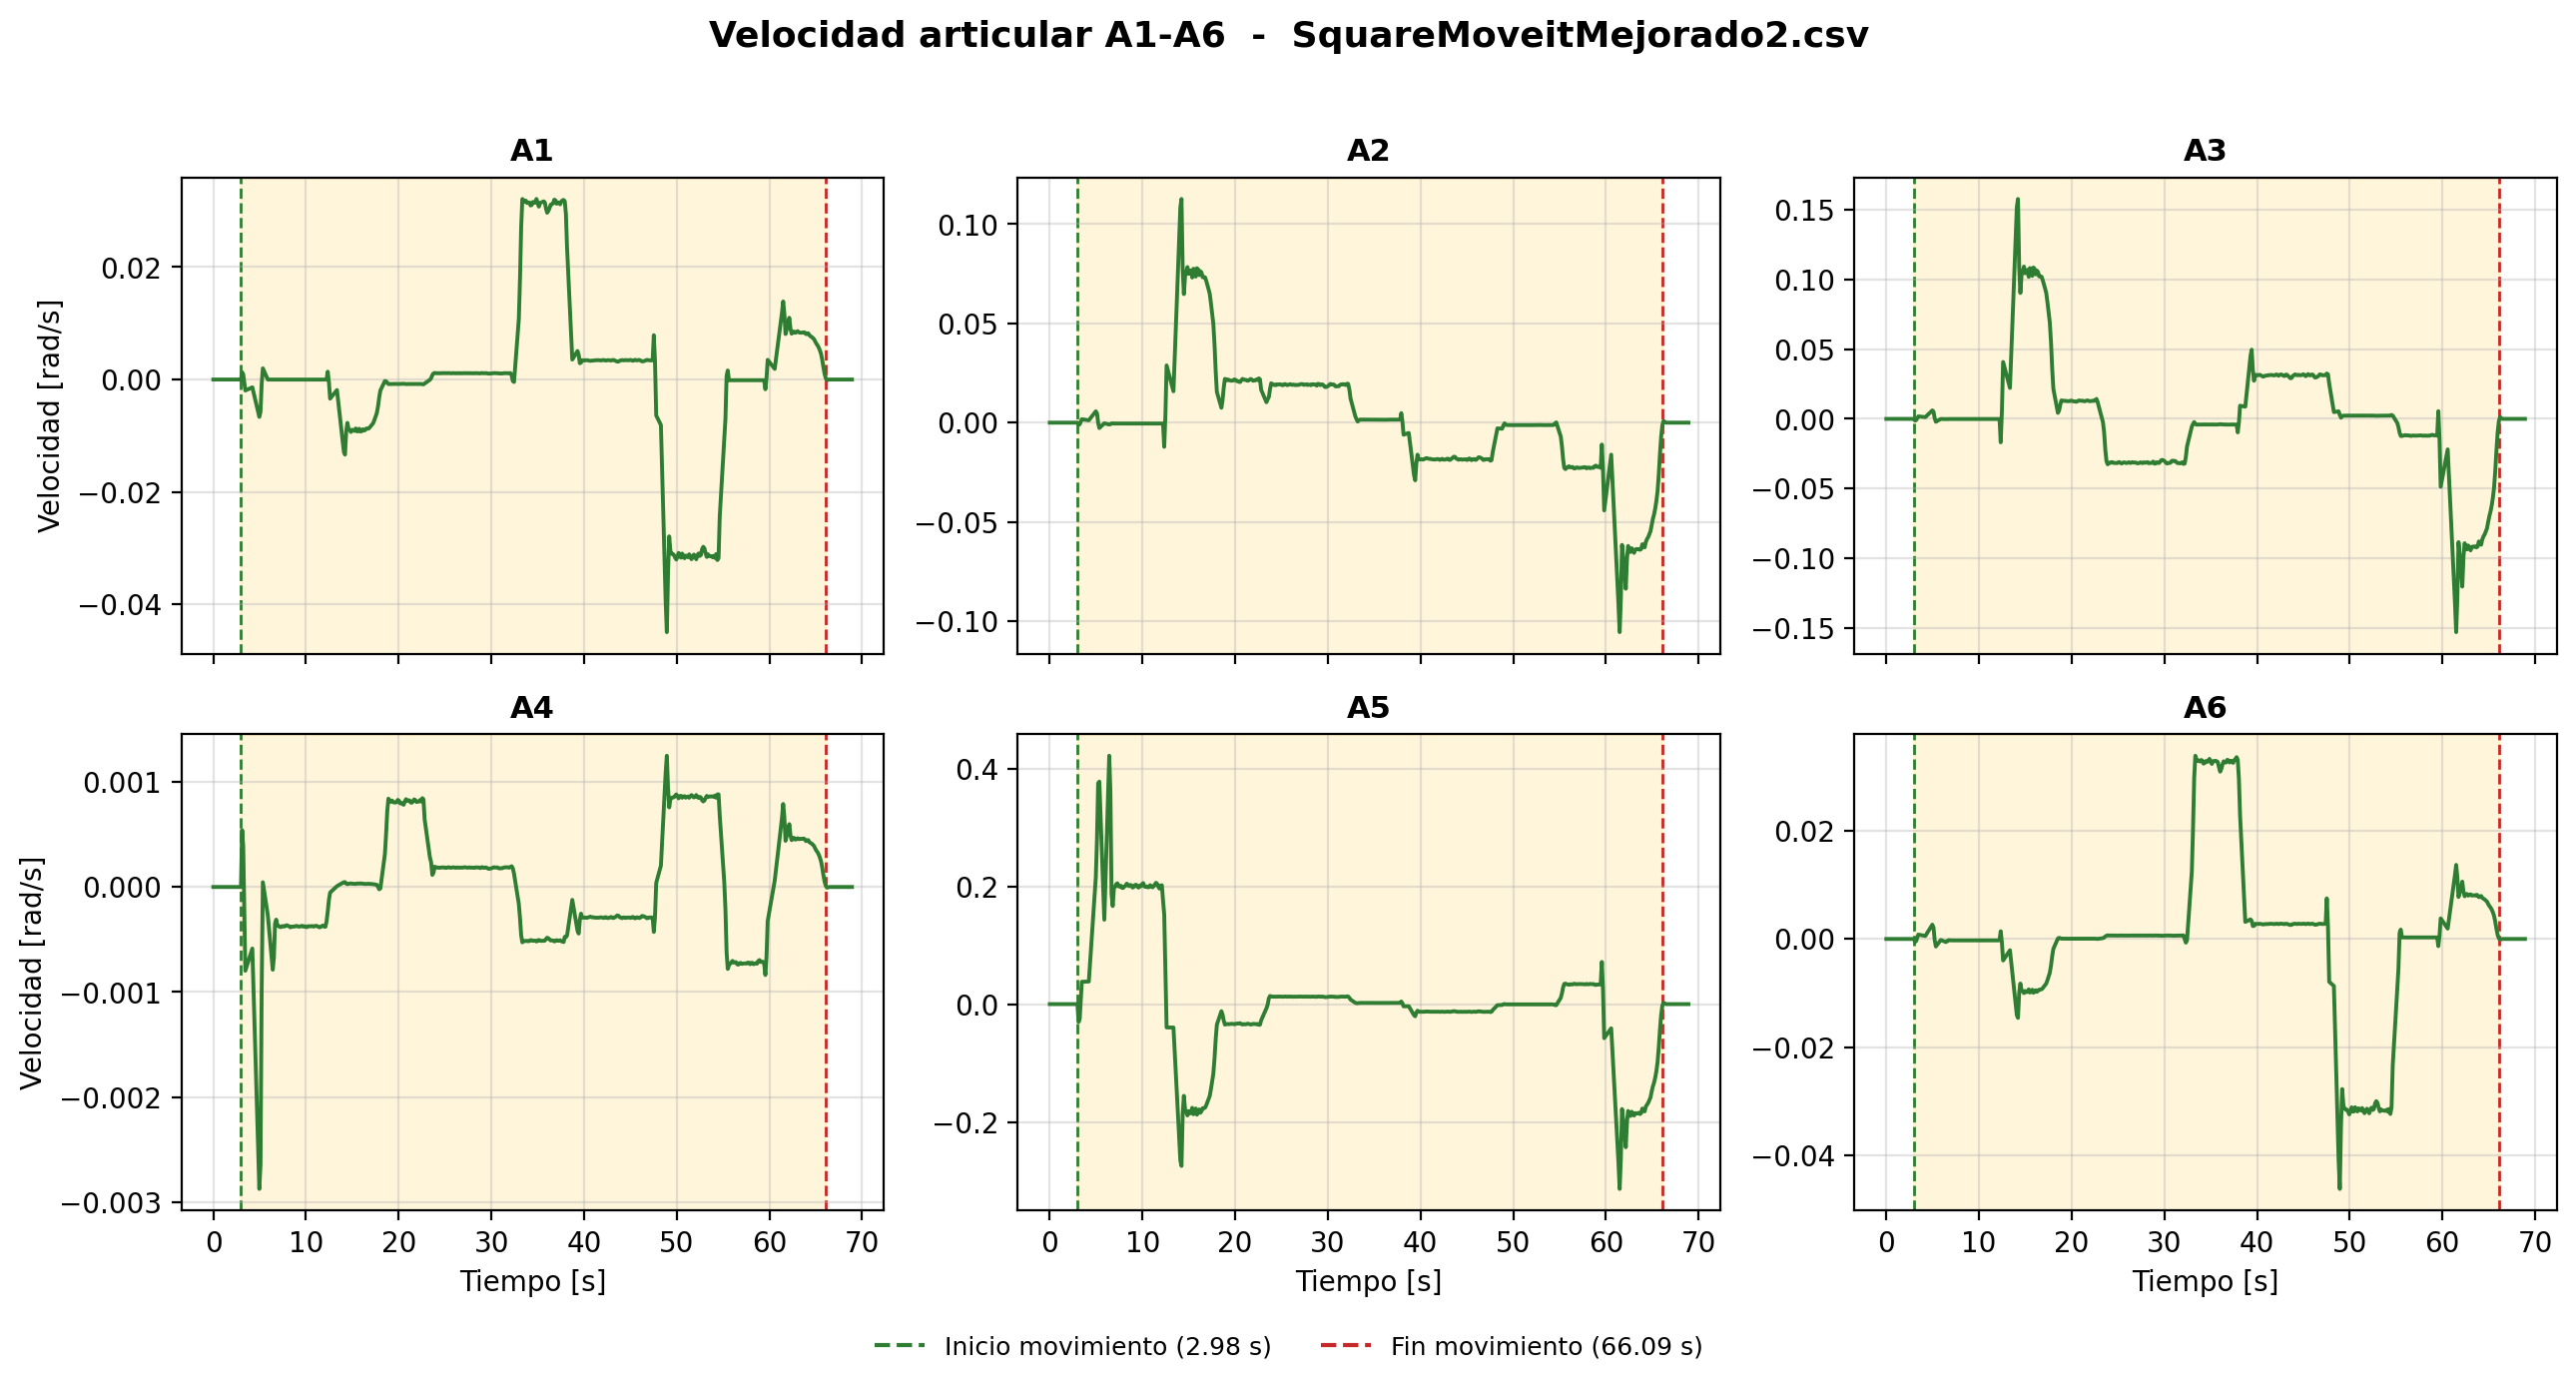 Velocidad articular A1-A6 - SquareMoveitMejorado2.csv
A1
A2
A3
Velocidad [rad/s]
0.02
0.00
−0.02
−0.04
0.10
0.05
0.00
−0.05
−0.10
0.15
0.10
0.05
0.00
−0.05
−0.10
−0.15
A4
A5
A6
Velocidad [rad/s]
0.001
0.000
−0.001
−0.002
−0.003
0.4
0.2
0.0
−0.2
0.02
0.00
−0.02
−0.04
0 10 20 30 40 50 60 70
0 10 20 30 40 50 60 70
0 10 20 30 40 50 60 70
Tiempo [s]
Tiempo [s]
Tiempo [s]
Inicio movimiento (2.98 s)
Fin movimiento (66.09 s)